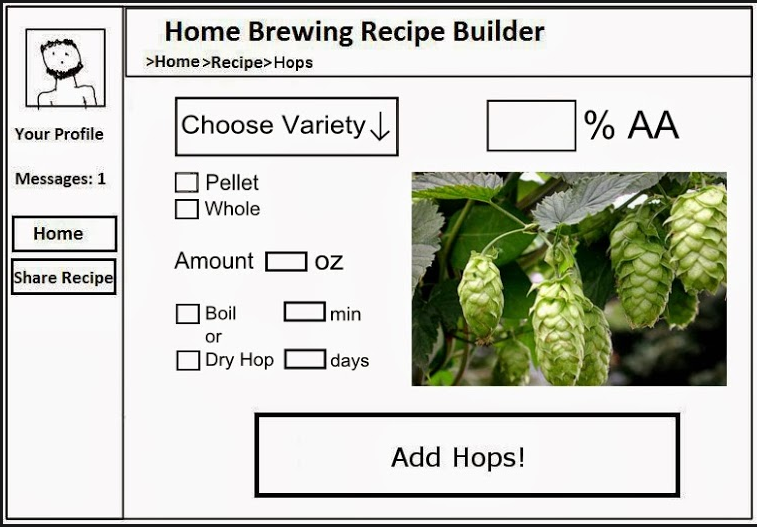 Home Brewing Recipe Builder
>Home >Recipe> Hops
Your Profile
Messages: 1
Home
Share Recipe
Choose Variety↓
% AA
Pellet
Whole
Amount oz
Boil min
or
Dry Hop days
Add Hops!